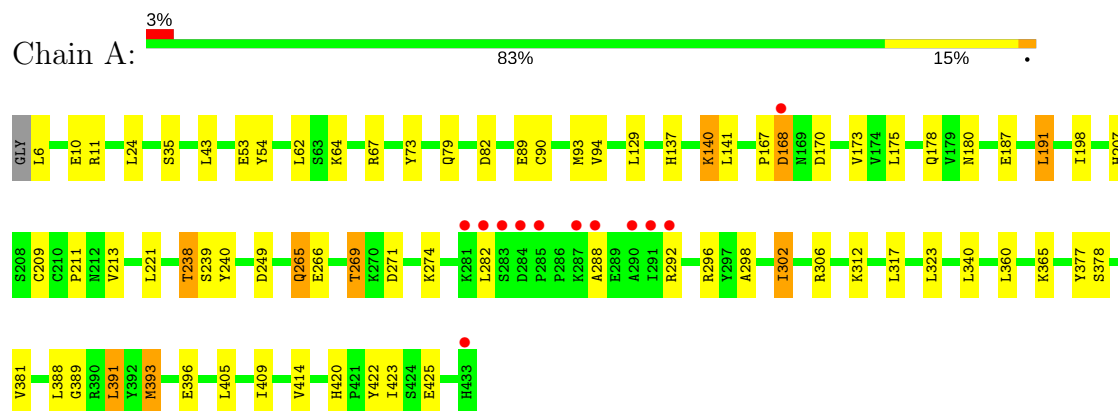 3%
Chain A:
83% 15% •
GLY L6 E10 R11 L24 S35 L43 E53 Y54 L62 S63 K64 R67 Y73 Q79 D82 E89 C90 M93 V94 L129 H137 K140 L141 P167 D168 N169 D170 V173 V174 L175 Q178 V179 N180 E187 L191 I198 H207
S208 C209 C210 P211 N212 V213 L221 T238 S239 Y240 D249 Q265 E266 T269 K270 D271 K274 K281 L282 S283 D284 P285 P286 K287 A288 E289 A290 I291 R292 R296 Y297 A298 I302 R306 K312 L317 L323 L340 L360 K365 Y377 S378
V381 L388 G389 R390 L391 Y392 M393 E396 L405 I409 V414 H420 P421 Y422 I423 S424 E425 H433